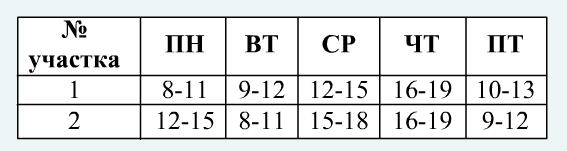 № участка ПН ВТ СР ЧТ ПТ
1 8-11 9-12 12-15 16-19 10-13
2 12-15 8-11 15-18 16-19 9-12